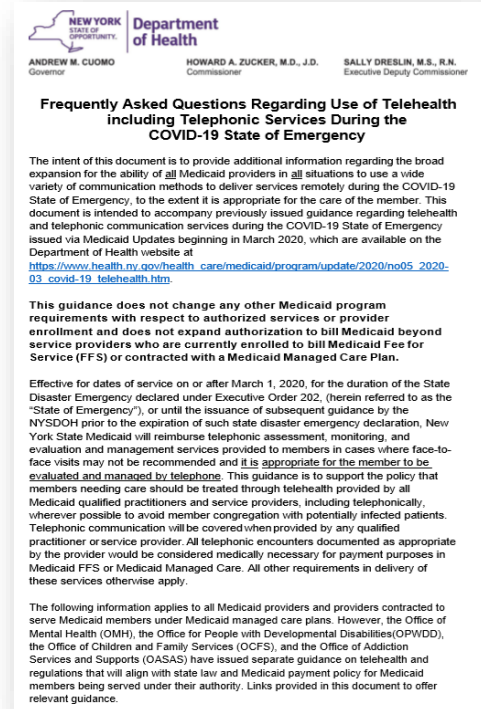 NEW YORK
STATE OF
OPPORTUNITY.
Department
of Health
ANDREW M. CUOMO
Governor
HOWARD A. ZUCKER, M.D., J.D.
Commissioner
SALLY DRESLIN, M.S., R.N.
Executive Deputy Commissioner
Frequently Asked Questions Regarding Use of Telehealth
including Telephonic Services During the
COVID-19 State of Emergency
The intent of this document is to provide additional information regarding the broad
expansion for the ability of all Medicaid providers in all situations to use a wide
variety of communication methods to deliver services remotely during the COVID-19
State of Emergency, to the extent it is appropriate for the care of the member. This
document is intended to accompany previously issued guidance regarding telehealth
and telephonic communication services during the COVID-19 State of Emergency
issued via Medicaid Updates beginning in March 2020, which are available on the
Department of Health website at
https://www.health.ny.gov/health_care/medicaid/program/update/2020/no05_2020-
03_covid-19_telehealth.htm.
This guidance does not change any other Medicaid program
requirements with respect to authorized services or provider
enrollment and does not expand authorization to bill Medicaid beyond
service providers who are currently enrolled to bill Medicaid Fee for
Service (FFS) or contracted with a Medicaid Managed Care Plan.
Effective for dates of service on or after March 1, 2020, for the duration of the State
Disaster Emergency declared under Executive Order 202, (herein referred to as the
“State of Emergency”), or until the issuance of subsequent guidance by the
NYSDOH prior to the expiration of such state disaster emergency declaration, New
York State Medicaid will reimburse telephonic assessment, monitoring, and
evaluation and management services provided to members in cases where face-to-
face visits may not be recommended and it is appropriate for the member to be
evaluated and managed by telephone. This guidance is to support the policy that
members needing care should be treated through telehealth provided by all
Medicaid qualified practitioners and service providers, including telephonically,
wherever possible to avoid member congregation with potentially infected patients.
Telephonic communication will be covered when provided by any qualified
practitioner or service provider. All telephonic encounters documented as appropriate
by the provider would be considered medically necessary for payment purposes in
Medicaid FFS or Medicaid Managed Care. All other requirements in delivery of
these services otherwise apply.
The following information applies to all Medicaid providers and providers contracted to
serve Medicaid members under Medicaid managed care plans. However, the Office of
Mental Health (OMH), the Office for People with Developmental Disabilities(OPWDD),
the Office of Children and Family Services (OCFS), and the Office of Addiction
Services and Supports (OASAS) have issued separate guidance on telehealth and
regulations that will align with state law and Medicaid payment policy for Medicaid
members being served under their authority. Links provided in this document to offer
relevant guidance.